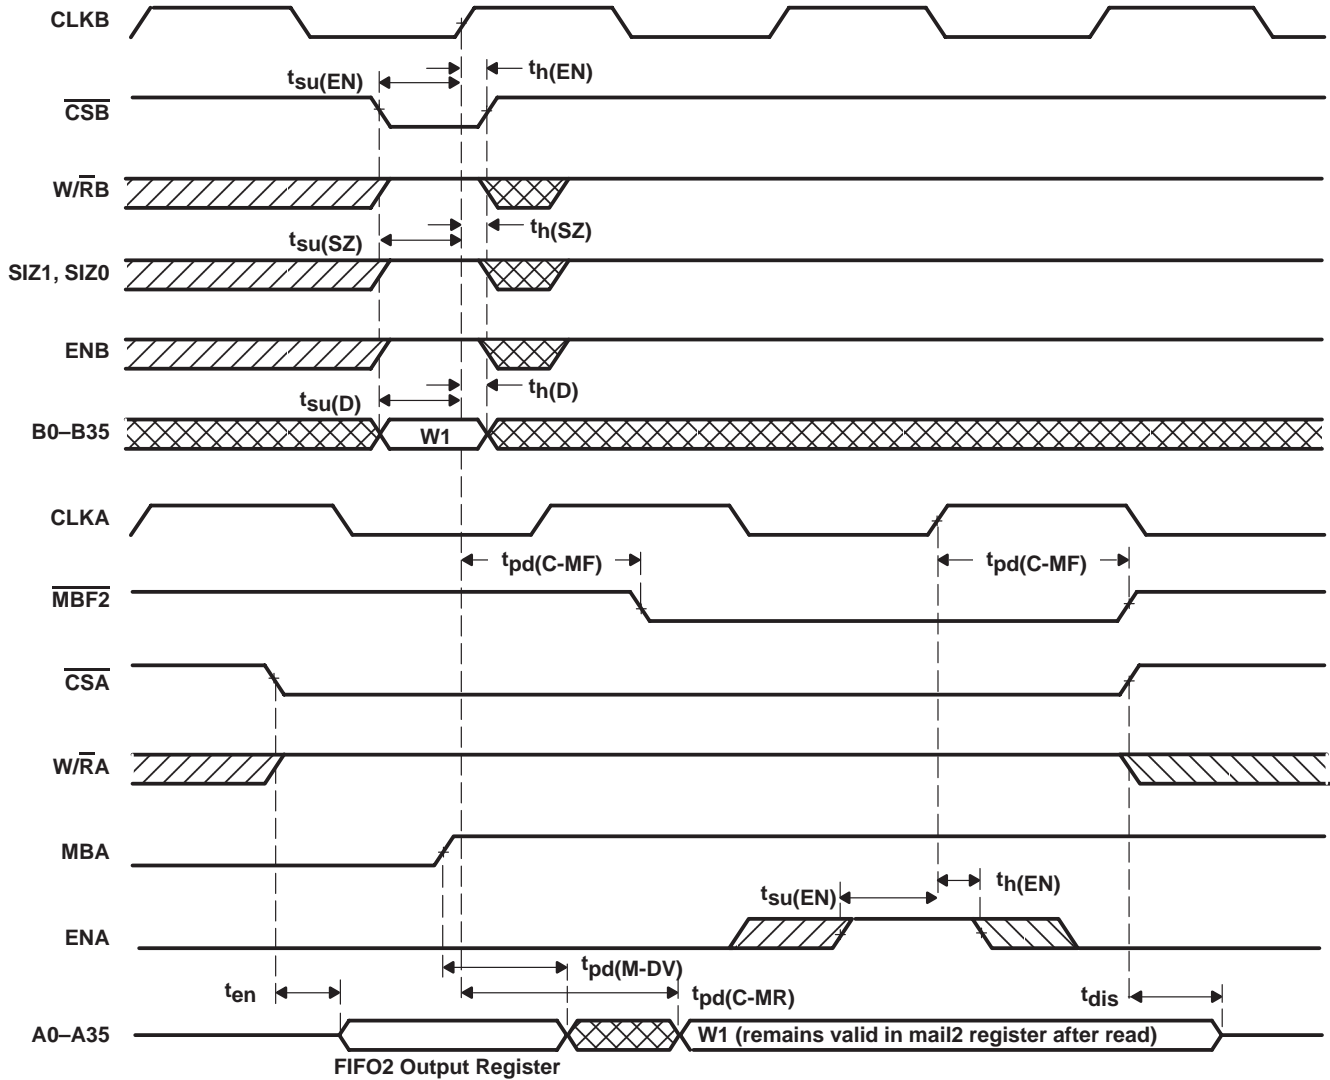 CLKB
tsu(EN)
th(EN)
CSB
W/RB
tsu(SZ)
th(SZ)
SIZ1, SIZ0
ENB
tsu(D)
th(D)
B0–B35
W1
CLKA
tpd(C-MF)
tpd(C-MF)
MBF2
CSA
W/RA
MBA
tsu(EN)
th(EN)
ENA
tpd(M-DV)
ten
tpd(C-MR)
tdis
A0–A35
W1 (remains valid in mail2 register after read)
FIFO2 Output Register